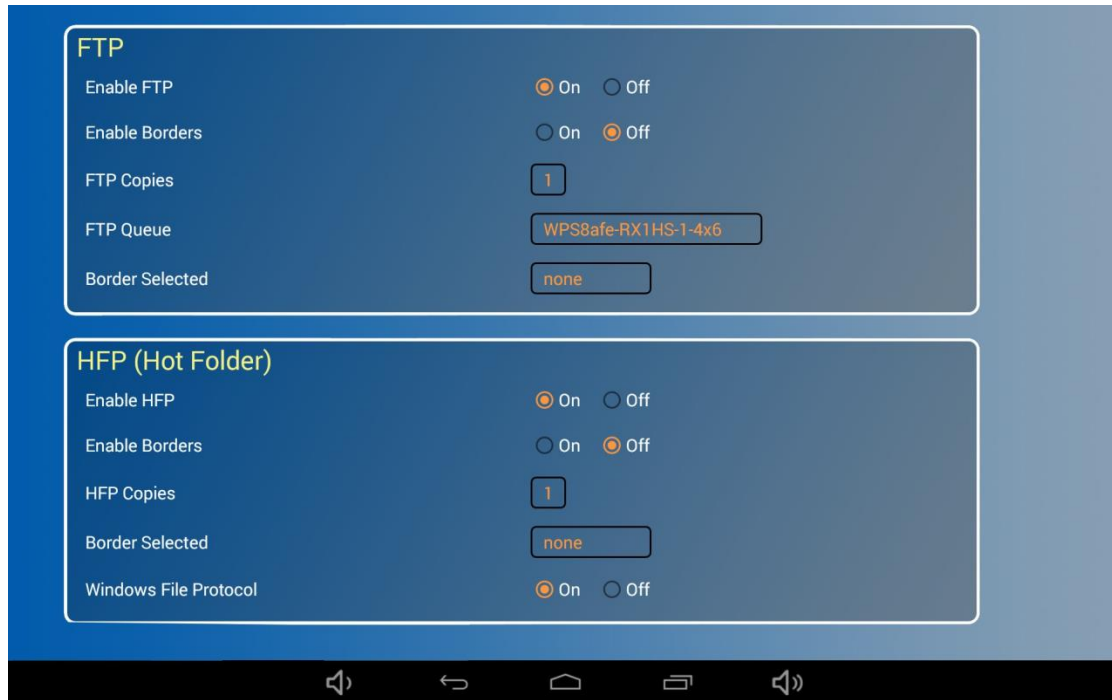 FTP
Enable FTP On Off
Enable Borders On Off
FTP Copies 1
FTP Queue WPS8afe-RX1HS-1-4x6
Border Selected none
HFP (Hot Folder)
Enable HFP On Off
Enable Borders On Off
HFP Copies 1
Border Selected none
Windows File Protocol On Off